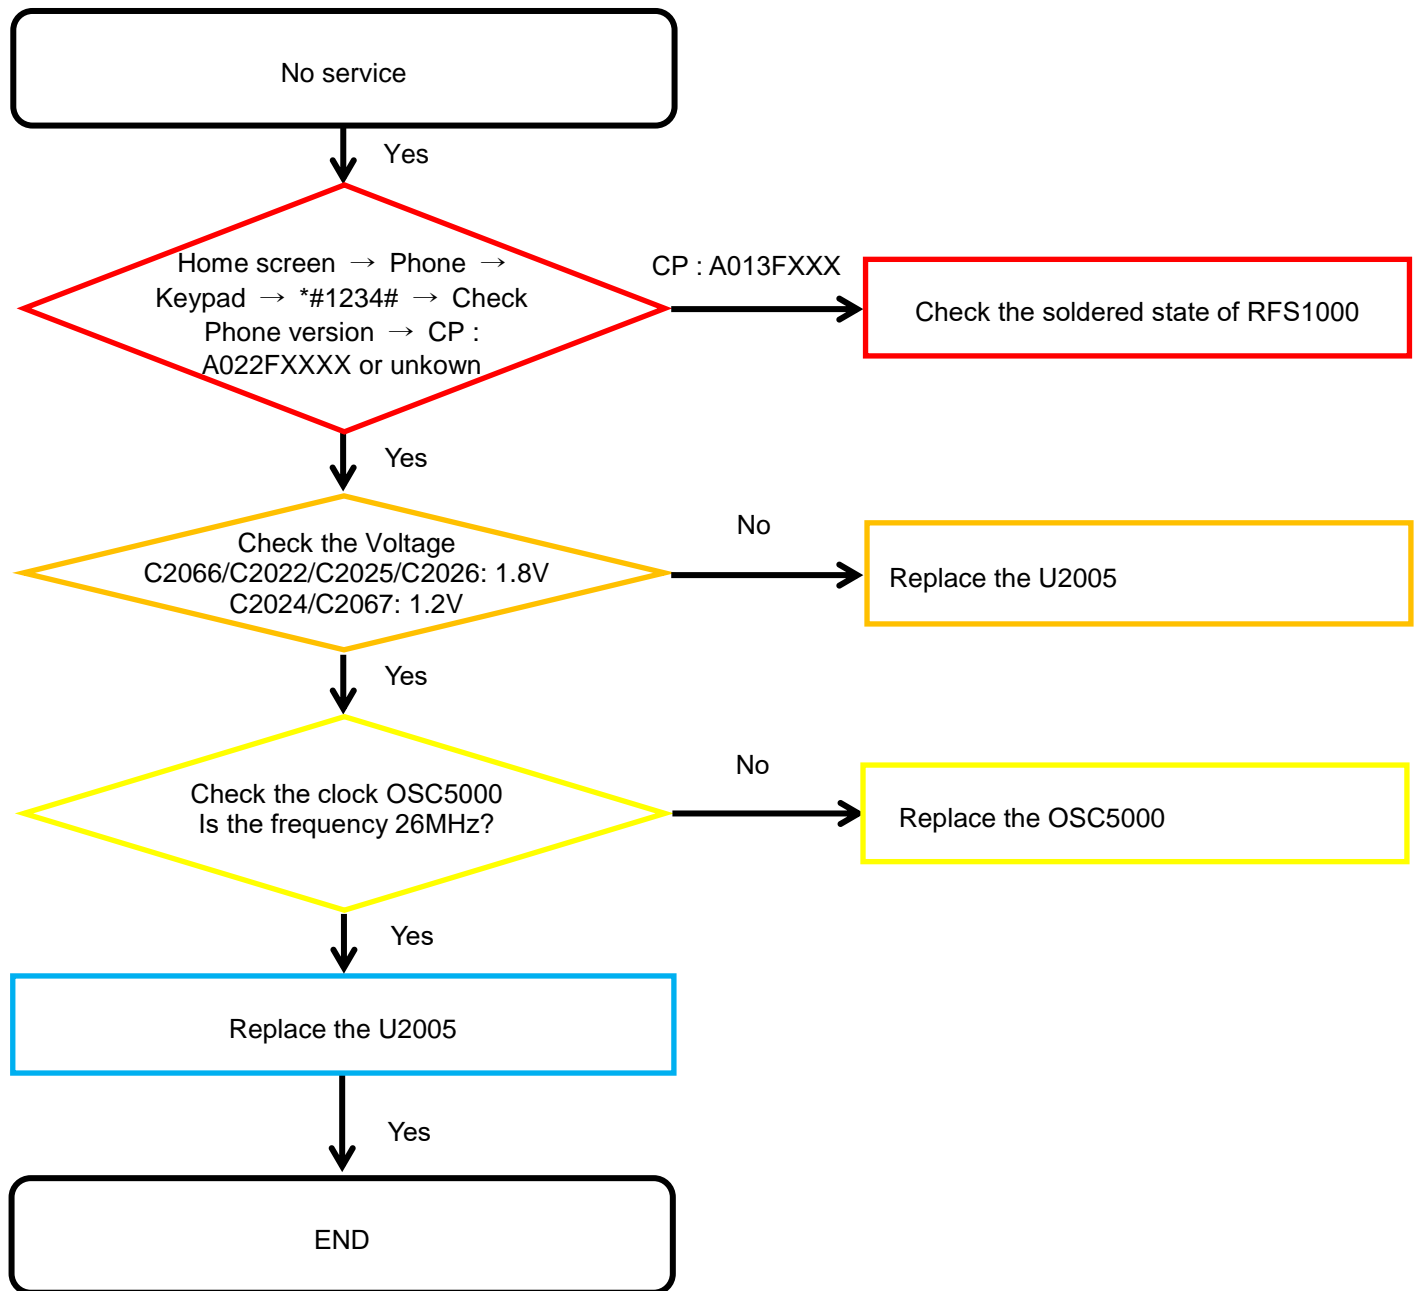 No service
Yes
Home screen → Phone →
Keypad → *#1234# → Check
Phone version → CP :
A022FXXXX or unkown
CP : A013FXXX
Check the soldered state of RFS1000
Yes
Check the Voltage
C2066/C2022/C2025/C2026: 1.8V
C2024/C2067: 1.2V
No
Replace the U2005
Yes
Check the clock OSC5000
Is the frequency 26MHz?
No
Replace the OSC5000
Yes
Replace the U2005
Yes
END